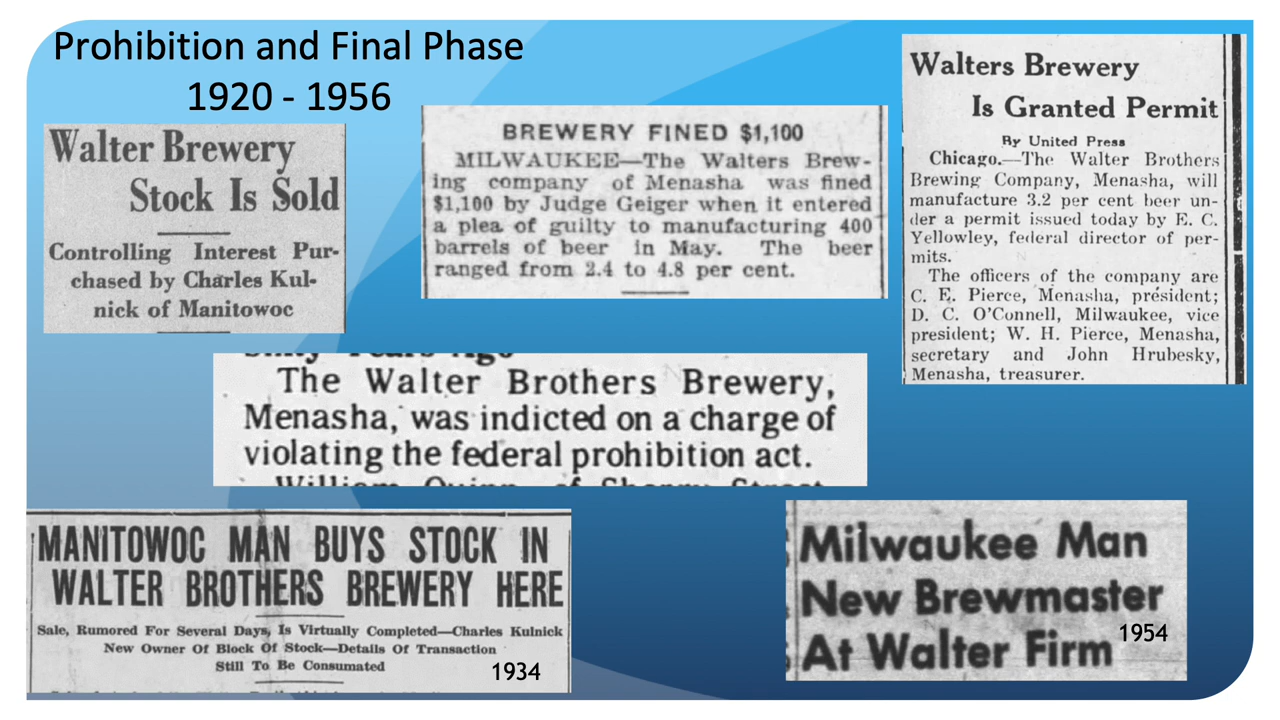 Prohibition and Final Phase
1920 - 1956
Walter Brewery
Stock Is Sold
Controlling Interest Pur-
chased by Charles Kul-
nick of Manitowoc
BREWERY FINED $1,100
MILWAUKEE—The Walters Brew-
ing company of Menasha was fined
$1,100 by Judge Geiger when it entered
a plea of guilty to manufacturing 400
barrels of beer in May. The beer
ranged from 2.4 to 4.8 per cent.
Walters Brewery
Is Granted Permit
By United Press
Chicago.—The Walter Brothers
Brewing Company, Menasha, will
manufacture 3.2 per cent beer un-
der a permit issued today by E. C.
Yellowley, federal director of per-
mits.
The officers of the company are
C. E. Pierce, Menasha, president;
D. C. O'Connell, Milwaukee, vice
president; W. H. Pierce, Menasha,
secretary and John Hrubesky,
Menasha, treasurer.
The Walter Brothers Brewery,
Menasha, was indicted on a charge of
violating the federal prohibition act.
MANITOWOC MAN BUYS STOCK IN
WALTER BROTHERS BREWERY HERE
Sale, Rumored For Several Days, Is Virtually Completed—Charles Kulnick
New Owner Of Block Of Stock—Details Of Transaction
Still To Be Consumated
1934
Milwaukee Man
New Brewmaster
At Walter Firm
1954